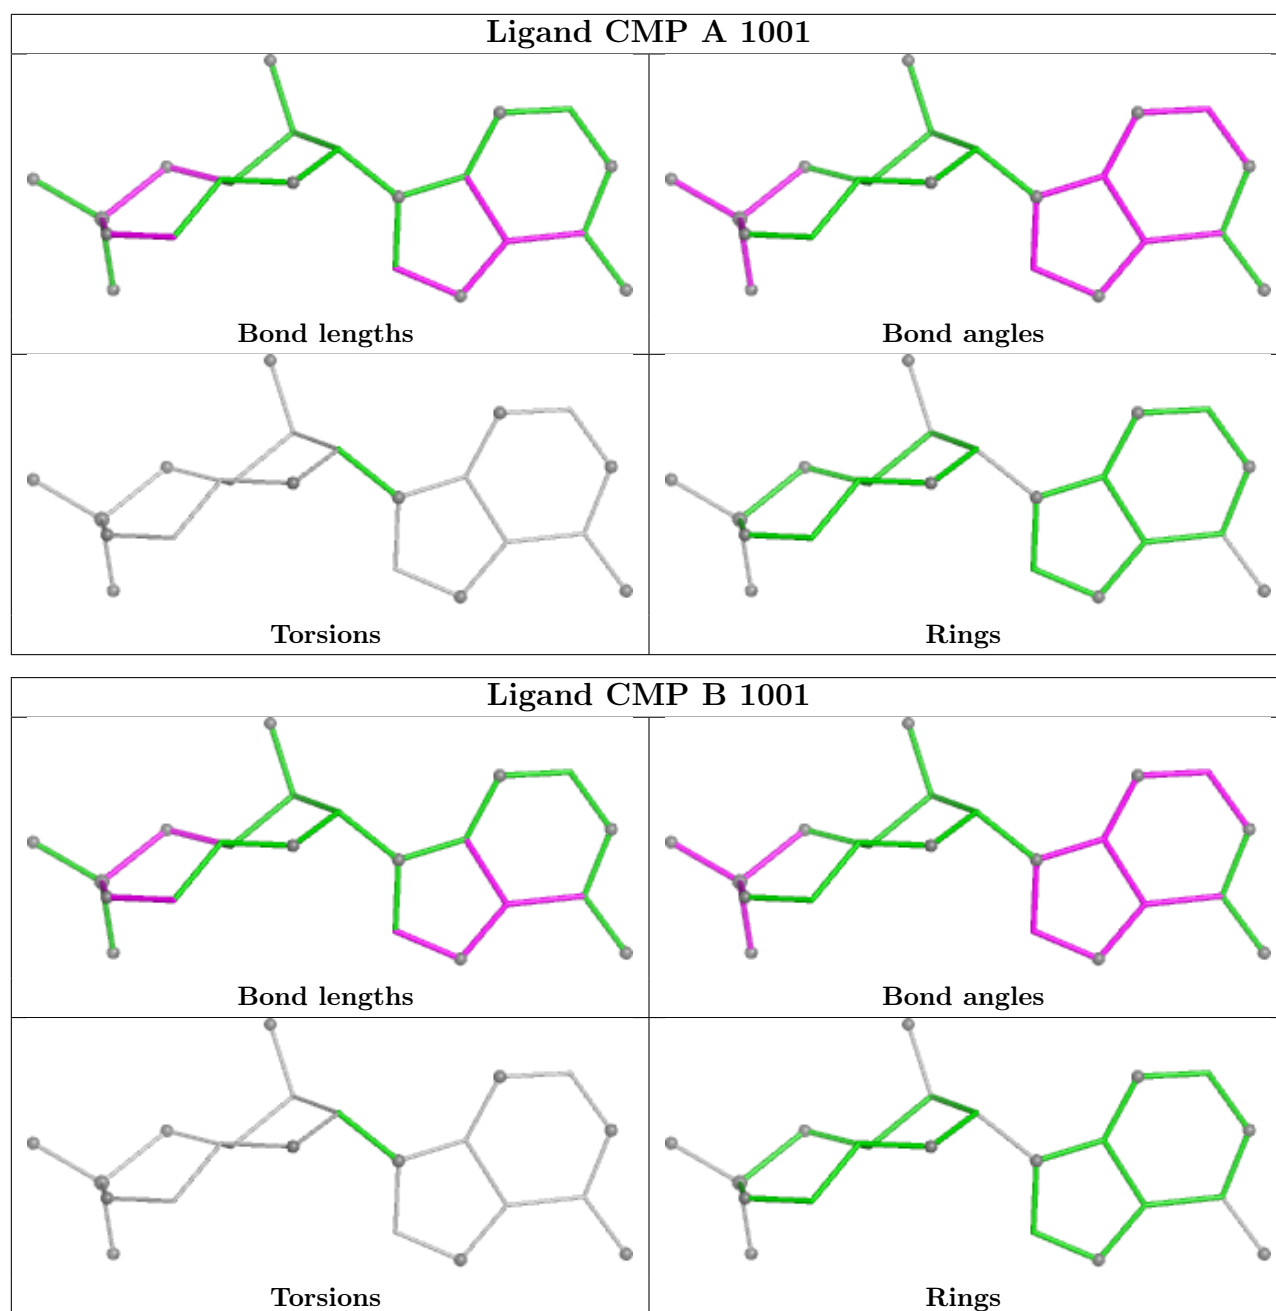 Ligand CMP A 1001
Bond lengths
Bond angles
Torsions
Rings
Ligand CMP B 1001
Bond lengths
Bond angles
Torsions
Rings